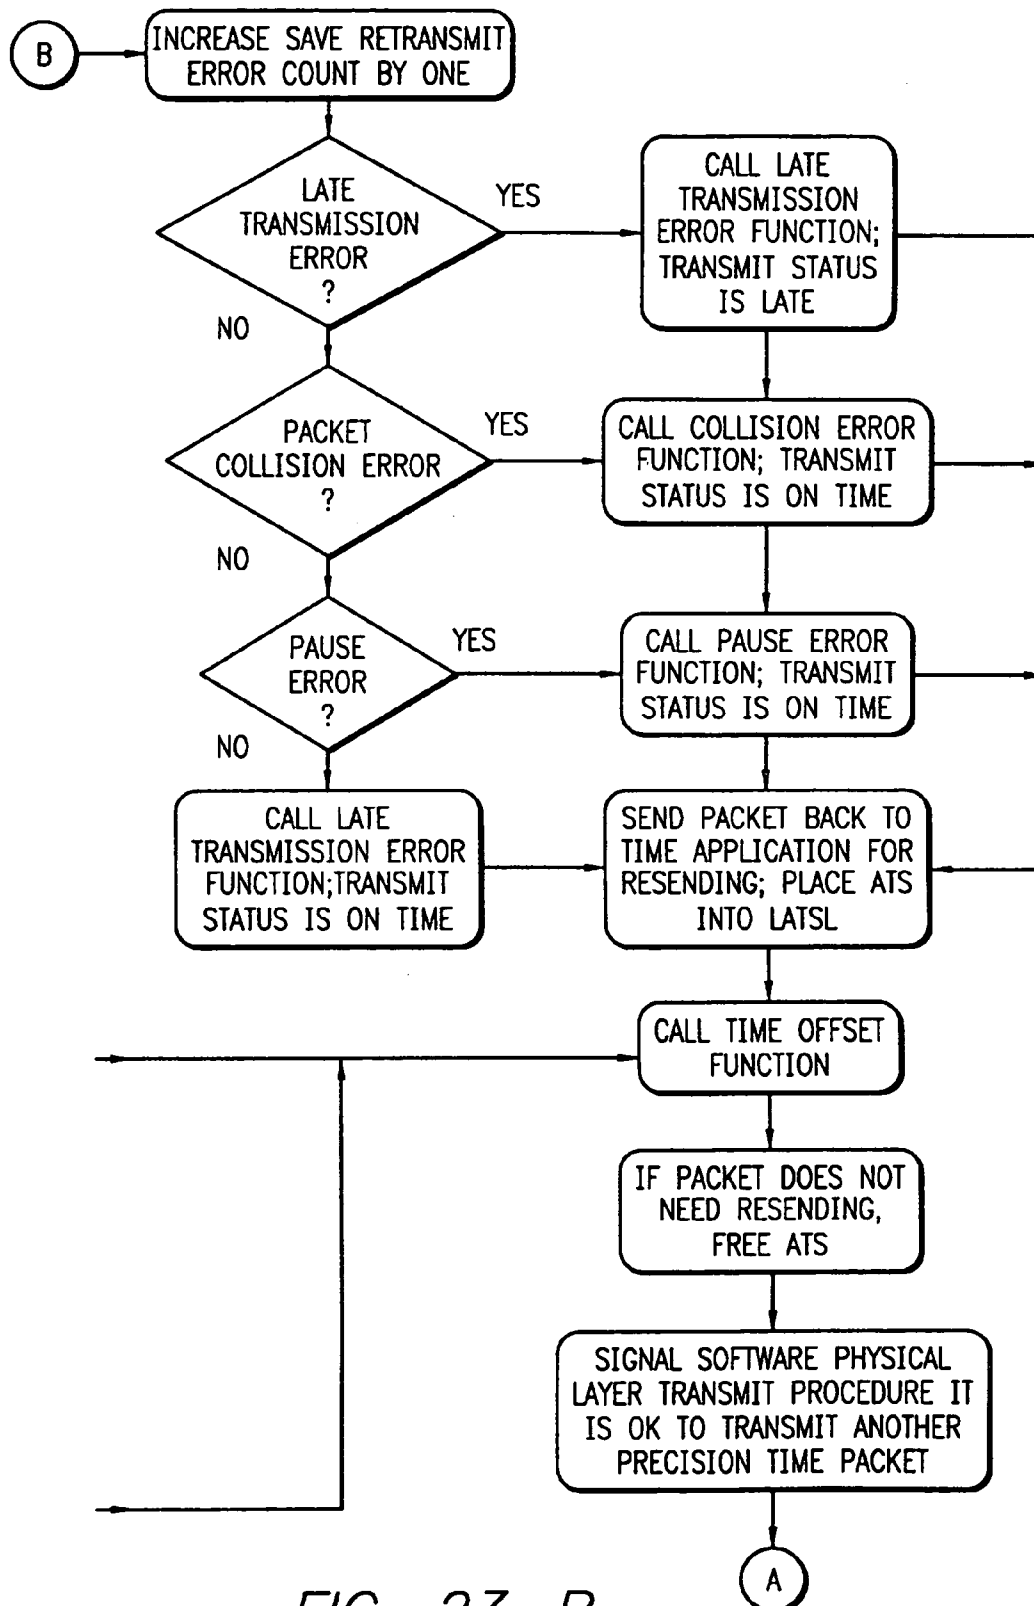 B
INCREASE SAVE RETRANSMIT
ERROR COUNT BY ONE
LATE
TRANSMISSION
ERROR
?
YES
NO
CALL LATE
TRANSMISSION
ERROR FUNCTION;
TRANSMIT STATUS
IS LATE
PACKET
COLLISION ERROR
?
YES
NO
CALL COLLISION ERROR
FUNCTION; TRANSMIT
STATUS IS ON TIME
PAUSE
ERROR
?
YES
NO
CALL PAUSE ERROR
FUNCTION; TRANSMIT
STATUS IS ON TIME
CALL LATE
TRANSMISSION ERROR
FUNCTION;TRANSMIT
STATUS IS ON TIME
SEND PACKET BACK TO
TIME APPLICATION FOR
RESENDING; PLACE ATS
INTO LATSL
CALL TIME OFFSET
FUNCTION
IF PACKET DOES NOT
NEED RESENDING,
FREE ATS
SIGNAL SOFTWARE PHYSICAL
LAYER TRANSMIT PROCEDURE IT
IS OK TO TRANSMIT ANOTHER
PRECISION TIME PACKET
A